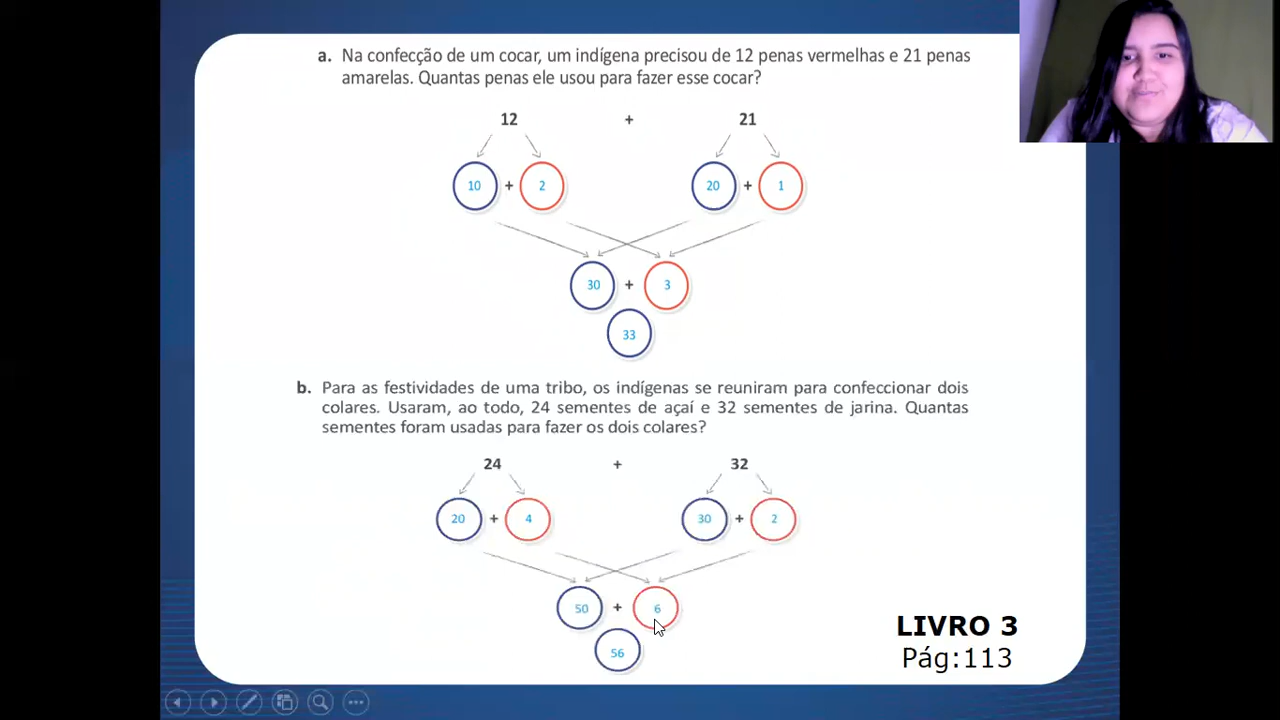 a. Na confecção de um cocar, um indígena precisou de 12 penas vermelhas e 21 penas
amarelas. Quantas penas ele usou para fazer esse cocar?
12 + 21
10 + 2 20 + 1
30 + 3
33
b. Para as festividades de uma tribo, os indígenas se reuniram para confeccionar dois
colares. Usaram, ao todo, 24 sementes de açaí e 32 sementes de jarina. Quantas
sementes foram usadas para fazer os dois colares?
24 + 32
20 + 4 30 + 2
50 + 6
56
LIVRO 3
Pág:113